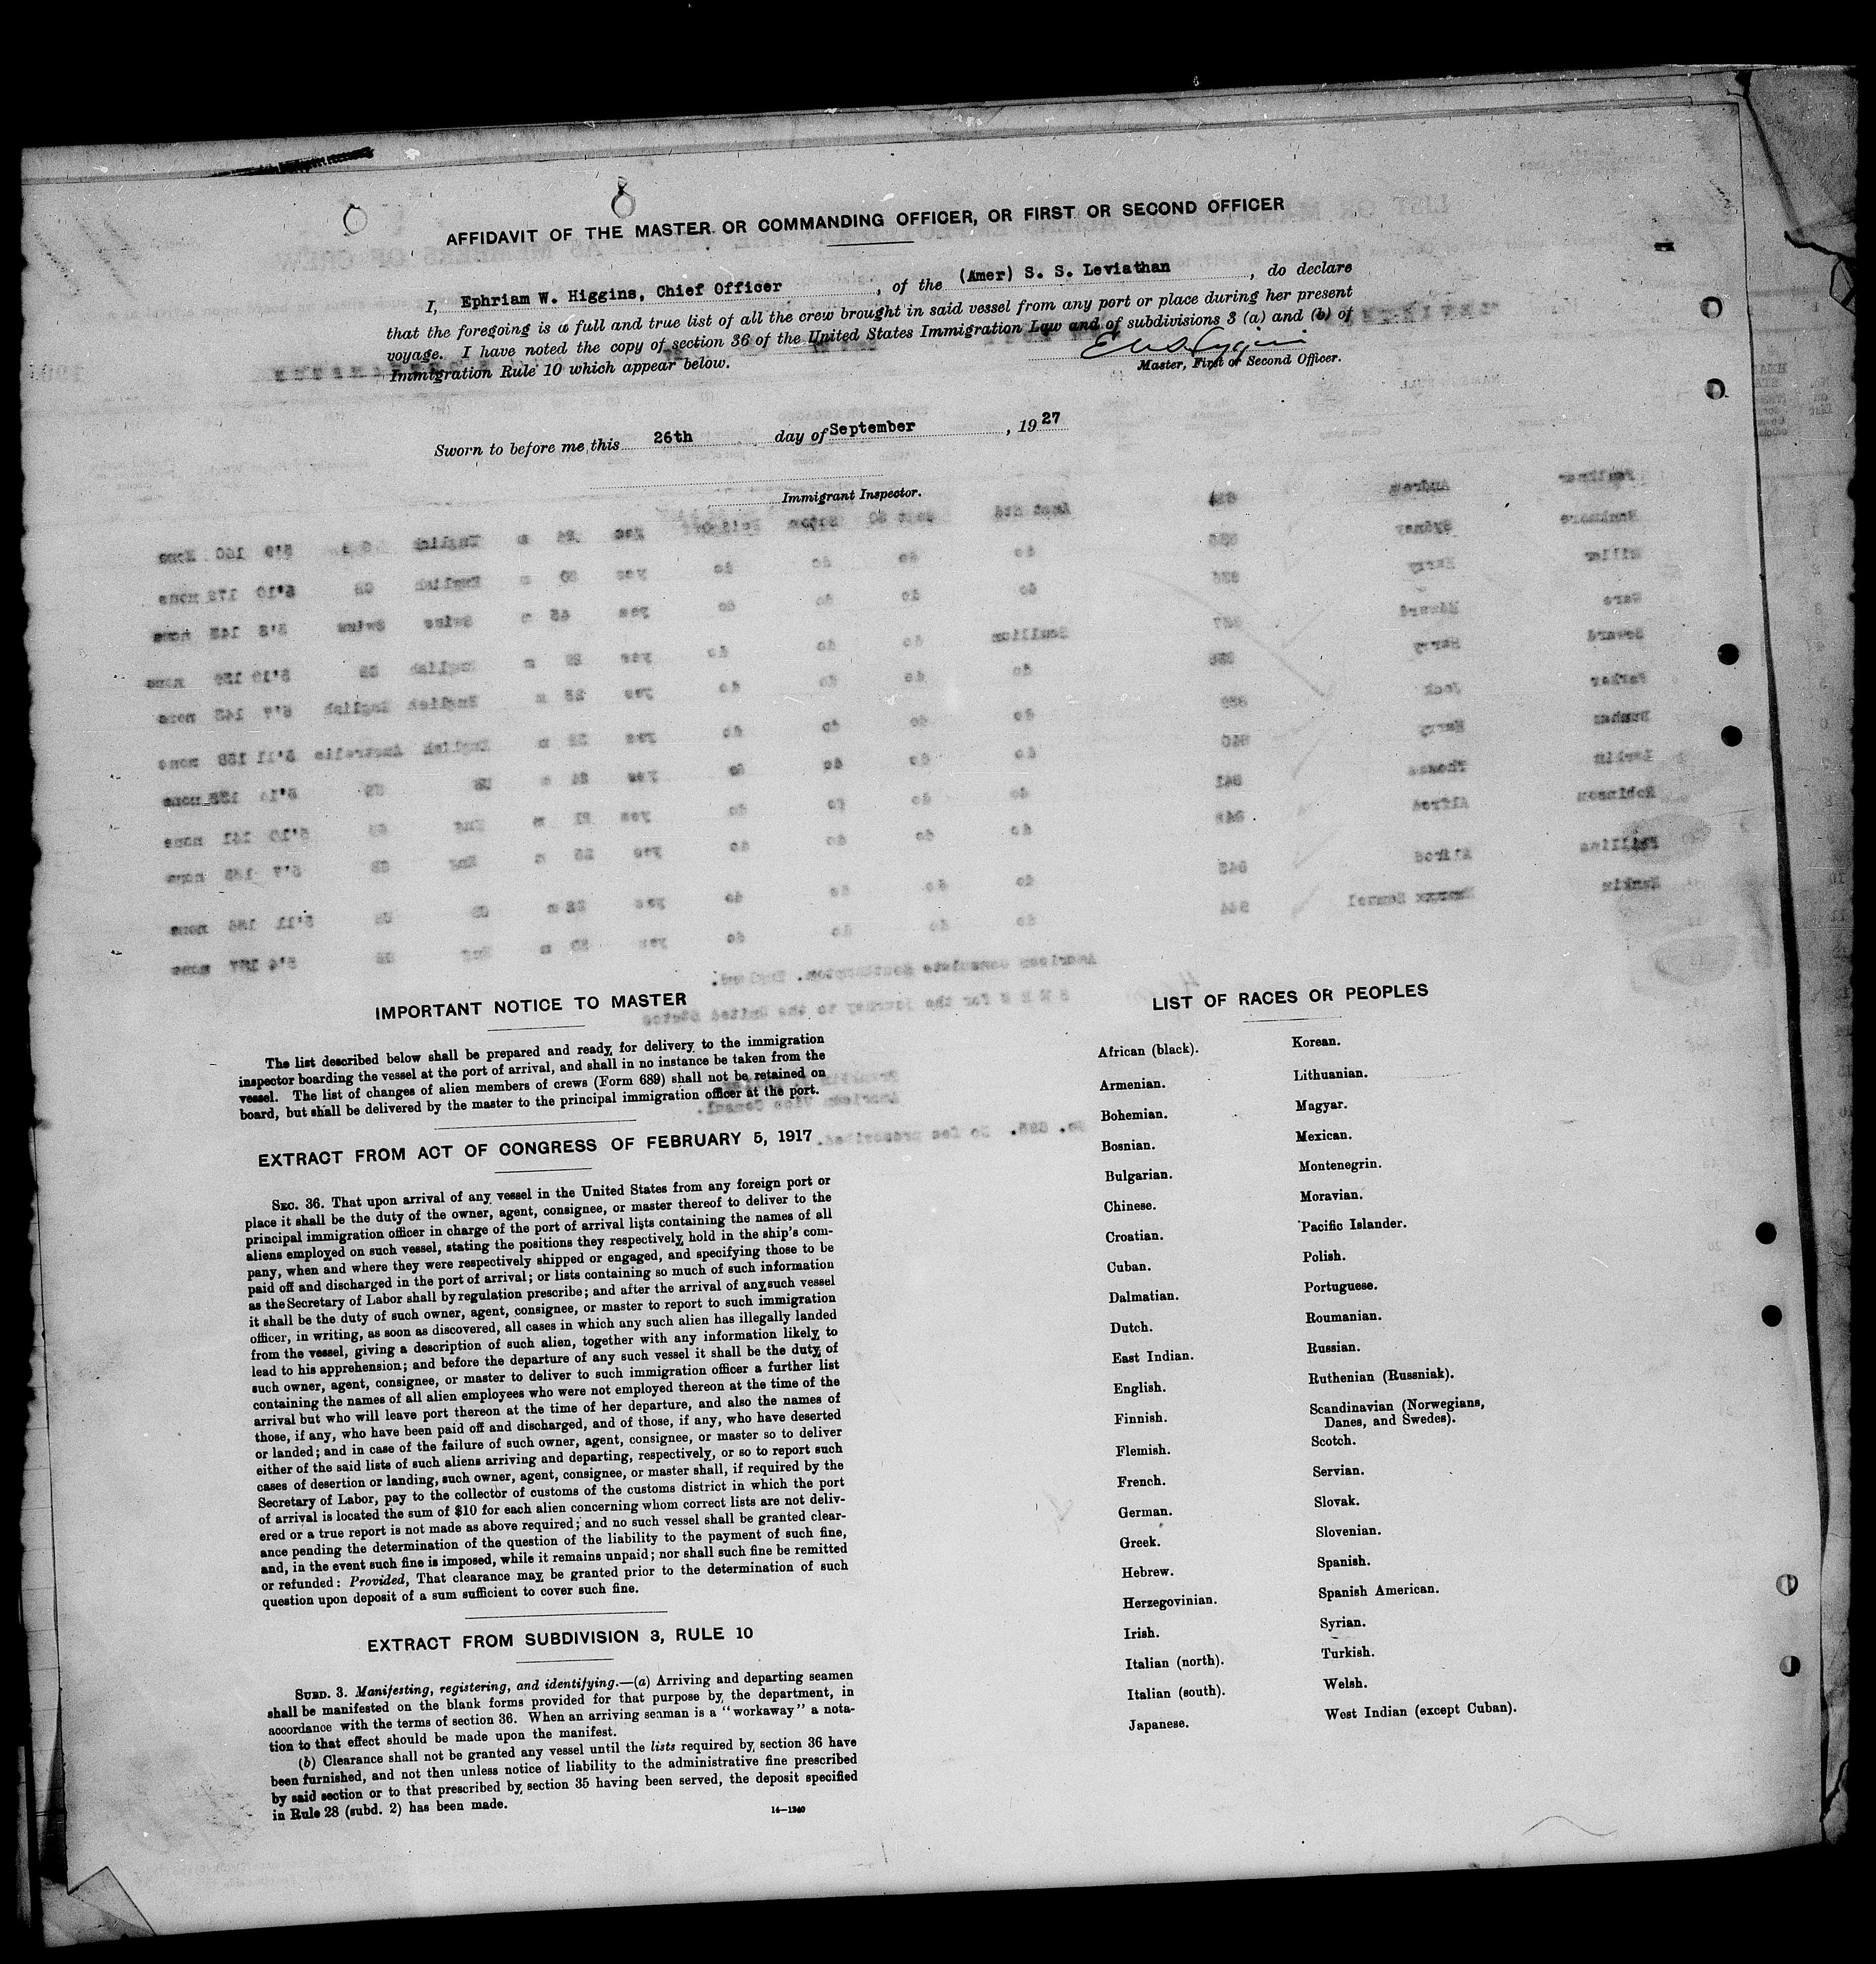 AFFIDAVIT OF THE MASTER OR COMMANDING OFFICER, OR FIRST OR SECOND OFFICER
I, Ephriam W. Higgins, Chief Officer, of the (Amer) S. S. Leviathan, do declare
that the foregoing is a full and true list of all the crew brought in said vessel from any port or place during her present
voyage. I have noted the copy of section 36 of the United States Immigration Law and of subdivisions 3 (a) and (b) of
Immigration Rule 10 which appear below.
Master, First or Second Officer.
Sworn to before me this 26th day of September, 1927
Immigrant Inspector.
IMPORTANT NOTICE TO MASTER
The list described below shall be prepared and ready for delivery to the immigration
inspector boarding the vessel at the port of arrival, and shall in no instance be taken from the
vessel. The list of changes of alien members of crews (Form 689) shall not be retained on
board, but shall be delivered by the master to the principal immigration officer at the port.
EXTRACT FROM ACT OF CONGRESS OF FEBRUARY 5, 1917
SEC. 36. That upon arrival of any vessel in the United States from any foreign port or
place it shall be the duty of the owner, agent, consignee, or master thereof to deliver to the
principal immigration officer in charge of the port of arrival lists containing the names of all
aliens employed on such vessel, stating the positions they respectively hold in the ship's com-
pany, when and where they were respectively shipped or engaged, and specifying those to be
paid off and discharged in the port of arrival; or lists containing so much of such information
as the Secretary of Labor shall by regulation prescribe; and after the arrival of any such vessel
it shall be the duty of such owner, agent, consignee, or master to report to such immigration
officer, in writing, as soon as discovered, all cases in which any such alien has illegally landed
from the vessel, giving a description of such alien, together with any information likely to
lead to his apprehension; and before the departure of any such vessel it shall be the duty of
such owner, agent, consignee, or master to deliver to such immigration officer a further list
containing the names of all alien employees who were not employed thereon at the time of the
arrival but who will leave port thereon at the time of her departure, and also the names of
those, if any, who have been paid off and discharged, and of those, if any, who have deserted
or landed; and in case of the failure of such owner, agent, consignee, or master so to deliver
either of the said lists of such aliens arriving and departing, respectively, or so to report such
cases of desertion or landing, such owner, agent, consignee, or master shall, if required by the
Secretary of Labor, pay to the collector of customs of the customs district in which the port
of arrival is located the sum of $10 for each alien concerning whom correct lists are not deliv-
ered or a true report is not made as above required; and no such vessel shall be granted clear-
ance pending the determination of the question of the liability to the payment of such fine,
and, in the event such fine is imposed, while it remains unpaid; nor shall such fine be remitted
or refunded: Provided, That clearance may be granted prior to the determination of such
question upon deposit of a sum sufficient to cover such fine.
EXTRACT FROM SUBDIVISION 3, RULE 10
SUBD. 3. Manifesting, registering, and identifying.—(a) Arriving and departing seamen
shall be manifested on the blank forms provided for that purpose by the department, in
accordance with the terms of section 36. When an arriving seaman is a "workaway" a nota-
tion to that effect should be made upon the manifest.
(b) Clearance shall not be granted any vessel until the lists required by section 36 have
been furnished, and not then unless notice of liability to the administrative fine prescribed
by said section or to that prescribed by section 35 having been served, the deposit specified
in Rule 28 (subd. 2) has been made.
14—1240
LIST OF RACES OR PEOPLES
African (black).
Armenian.
Bohemian.
Bosnian.
Bulgarian.
Chinese.
Croatian.
Cuban.
Dalmatian.
Dutch.
East Indian.
English.
Finnish.
Flemish.
French.
German.
Greek.
Hebrew.
Herzegovinian.
Irish.
Italian (north).
Italian (south).
Japanese.
Korean.
Lithuanian.
Magyar.
Mexican.
Montenegrin.
Moravian.
Pacific Islander.
Polish.
Portuguese.
Roumanian.
Russian.
Ruthenian (Russniak).
Scandinavian (Norwegians,
Danes, and Swedes).
Scotch.
Servian.
Slovak.
Slovenian.
Spanish.
Spanish American.
Syrian.
Turkish.
Welsh.
West Indian (except Cuban).